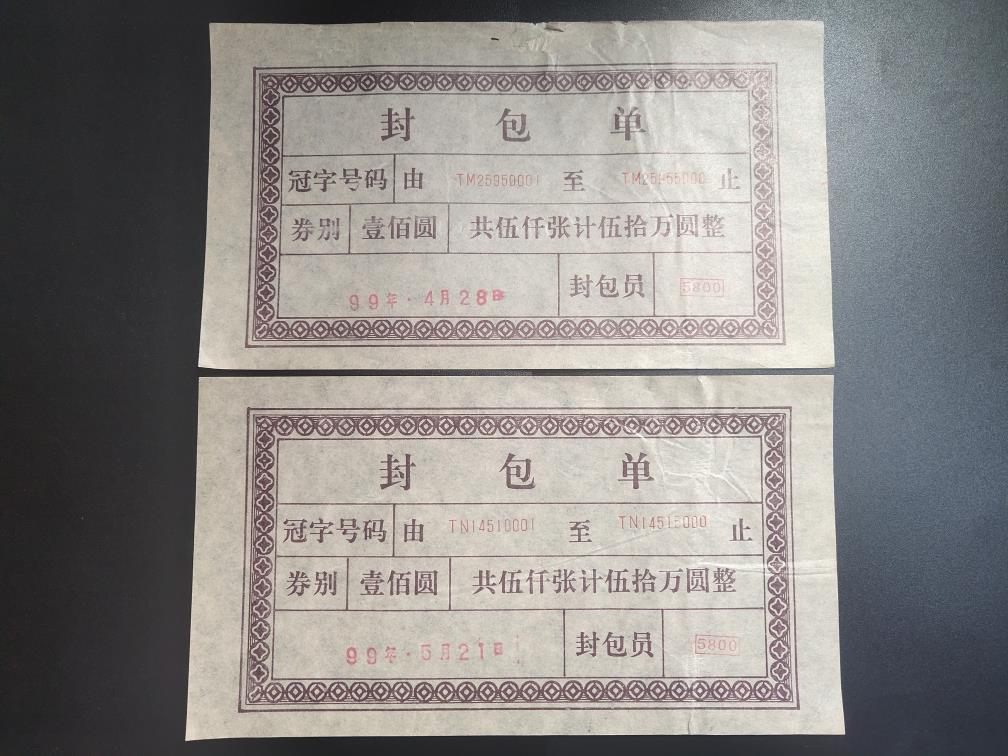 封 包 单
冠字号码 由 TM25950001 至 TM25955000 止
券别 壹佰圆 共伍仟张计伍拾万圆整
99年·4月28日 封包员 5800
封 包 单
冠字号码 由 TN14510001 至 TN14515000 止
券别 壹佰圆 共伍仟张计伍拾万圆整
99年·5月21日 封包员 5800